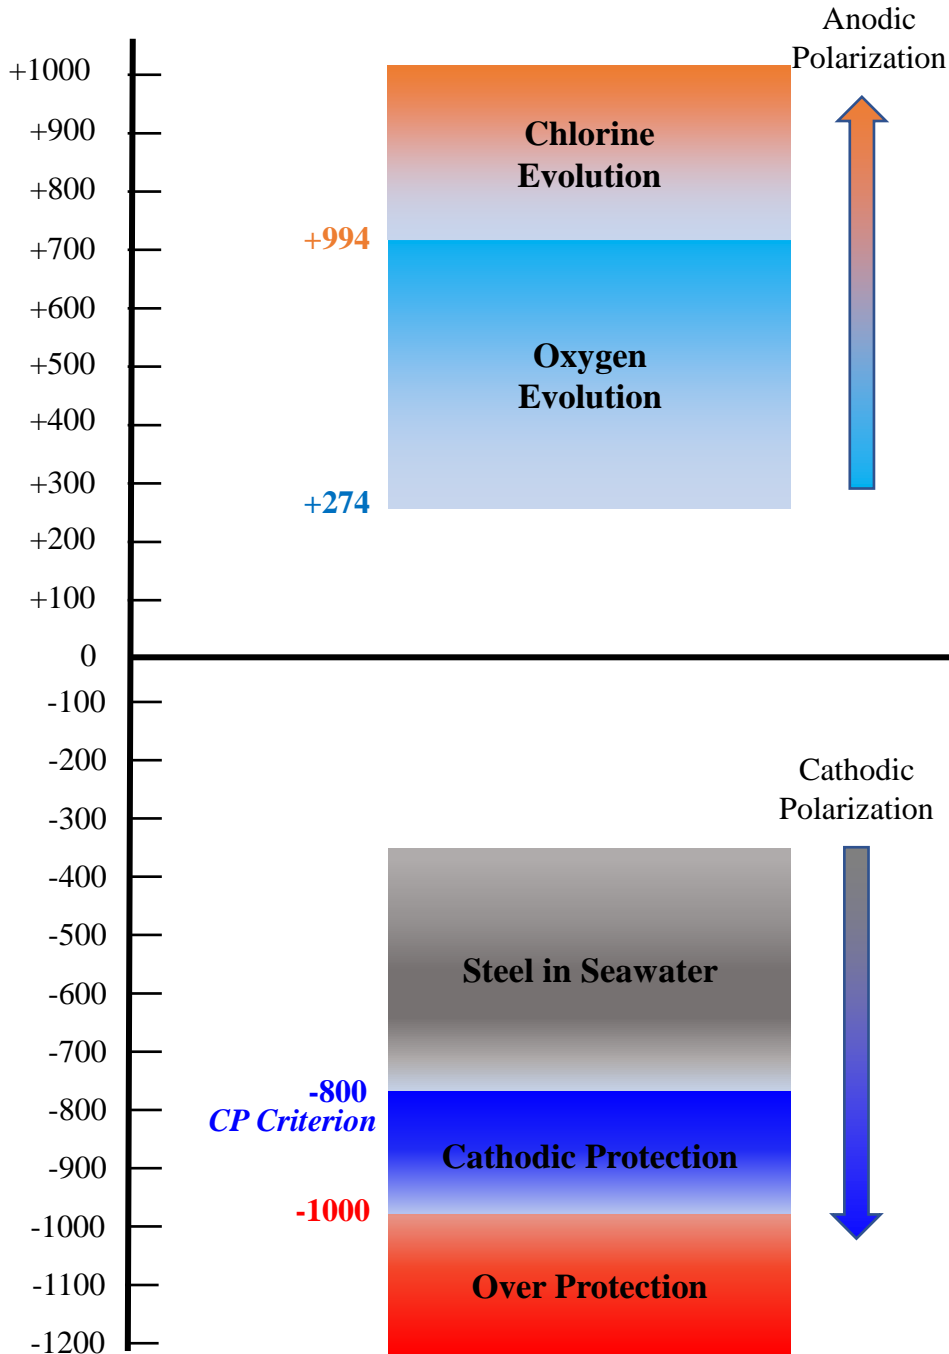 Anodic
Polarization
+1000
+900
+800
+700
+600
+500
+400
+300
+200
+100
0
-100
-200
-300
-400
-500
-600
-700
-800
-900
-1000
-1100
-1200
Chlorine
Evolution
+994
Oxygen
Evolution
+274
Cathodic
Polarization
Steel in Seawater
-800
CP Criterion
Cathodic Protection
-1000
Over Protection